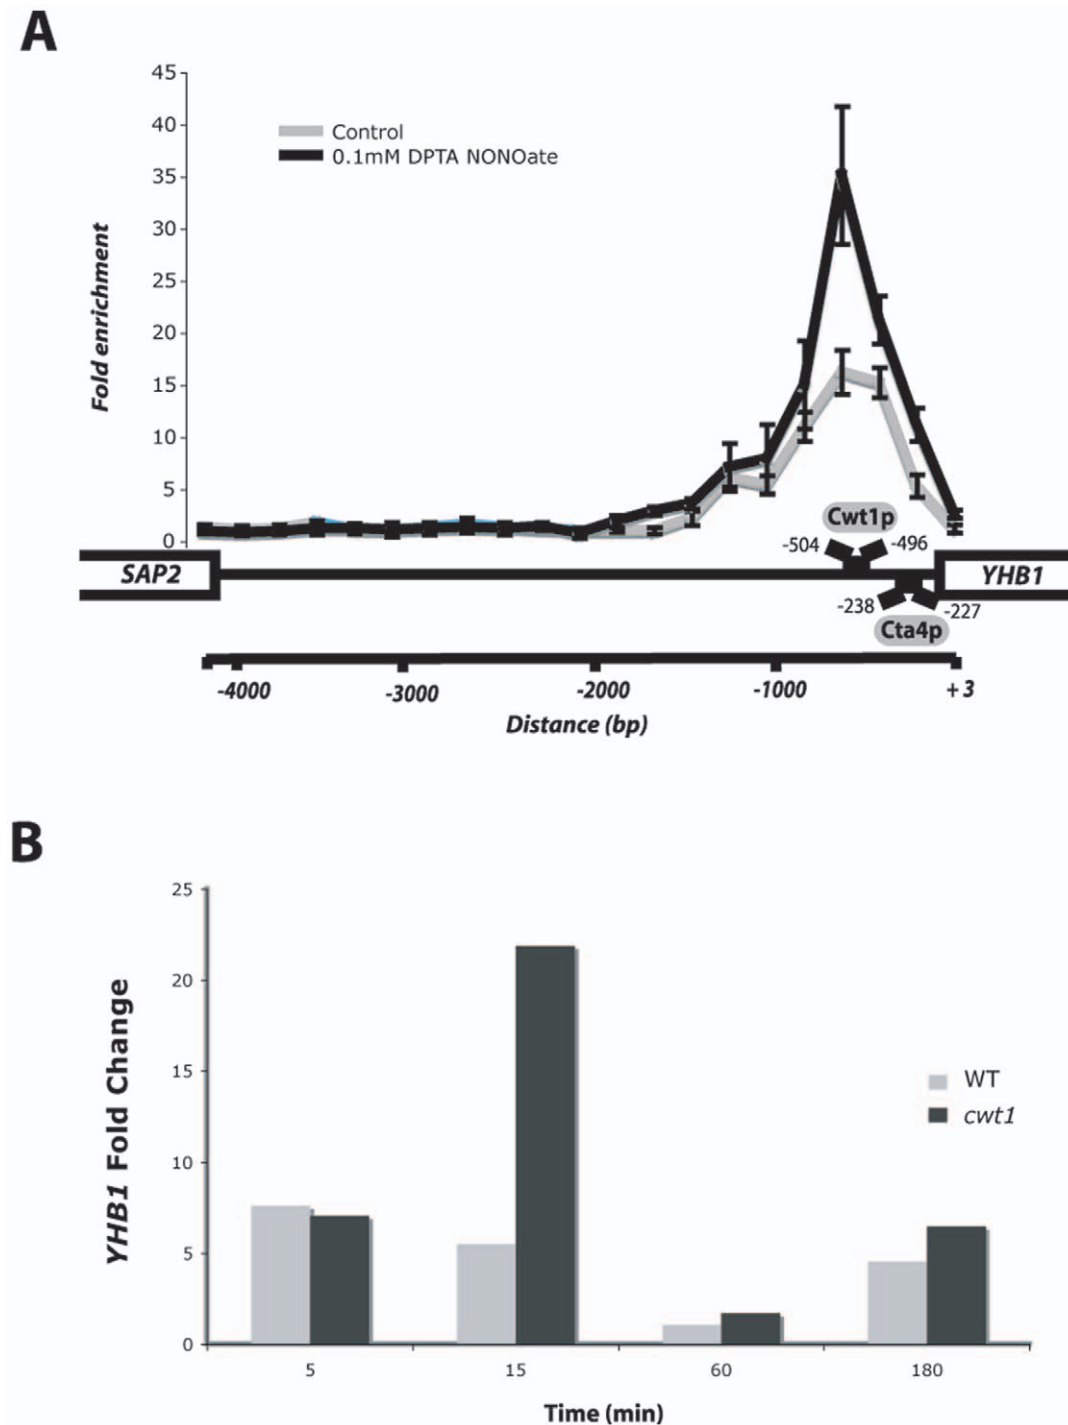 A
45
40
35
30
25
20
15
10
5
0
Fold enrichment
Control
0.1mM DPTA NONOate
Cwt1p
-504
-496
SAP2
YHB1
-238
-227
Cta4p
-4000
-3000
-2000
-1000
+3
Distance (bp)
B
25
20
15
10
5
0
YHB1 Fold Change
WT
cwt1
5
15
60
180
Time (min)